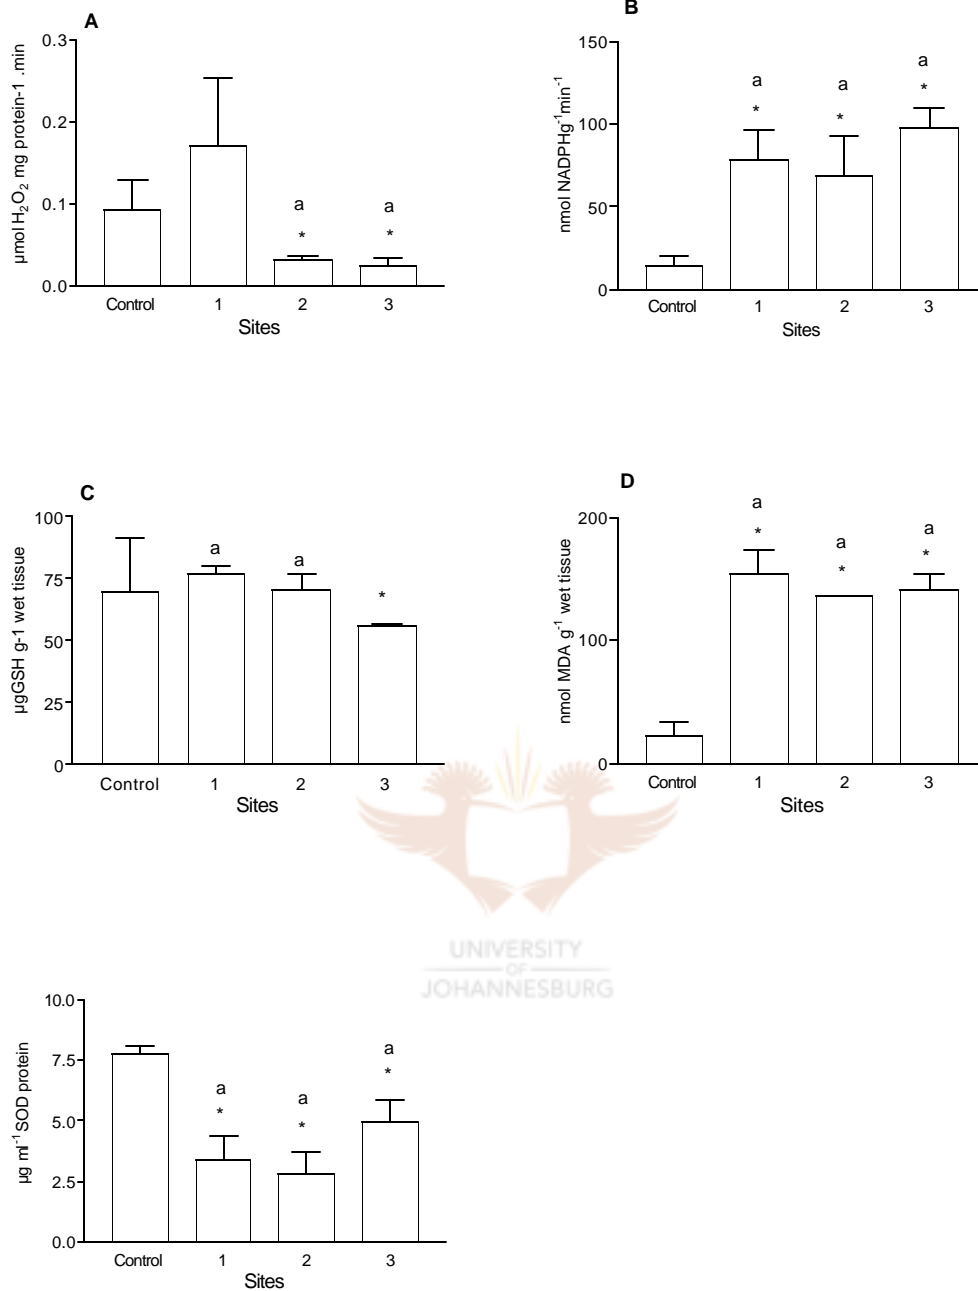 A
µmol H₂O₂ mg protein-1 .min
0.3
0.2
0.1
0.0
a
*
a
*
Control 1 2 3
Sites
B
nmol NADPHg⁻¹min⁻¹
150
100
50
0
a
*
a
*
a
*
Control 1 2 3
Sites
C
µgGSH g-1 wet tissue
100
75
50
25
0
a
a
*
Control 1 2 3
Sites
D
nmol MDA g⁻¹ wet tissue
200
100
0
a
*
a
*
a
*
Control 1 2 3
Sites
UNIVERSITY
OF
JOHANNESBURG
µg ml⁻¹ SOD protein
10.0
7.5
5.0
2.5
0.0
a
*
a
*
a
*
Control 1 2 3
Sites